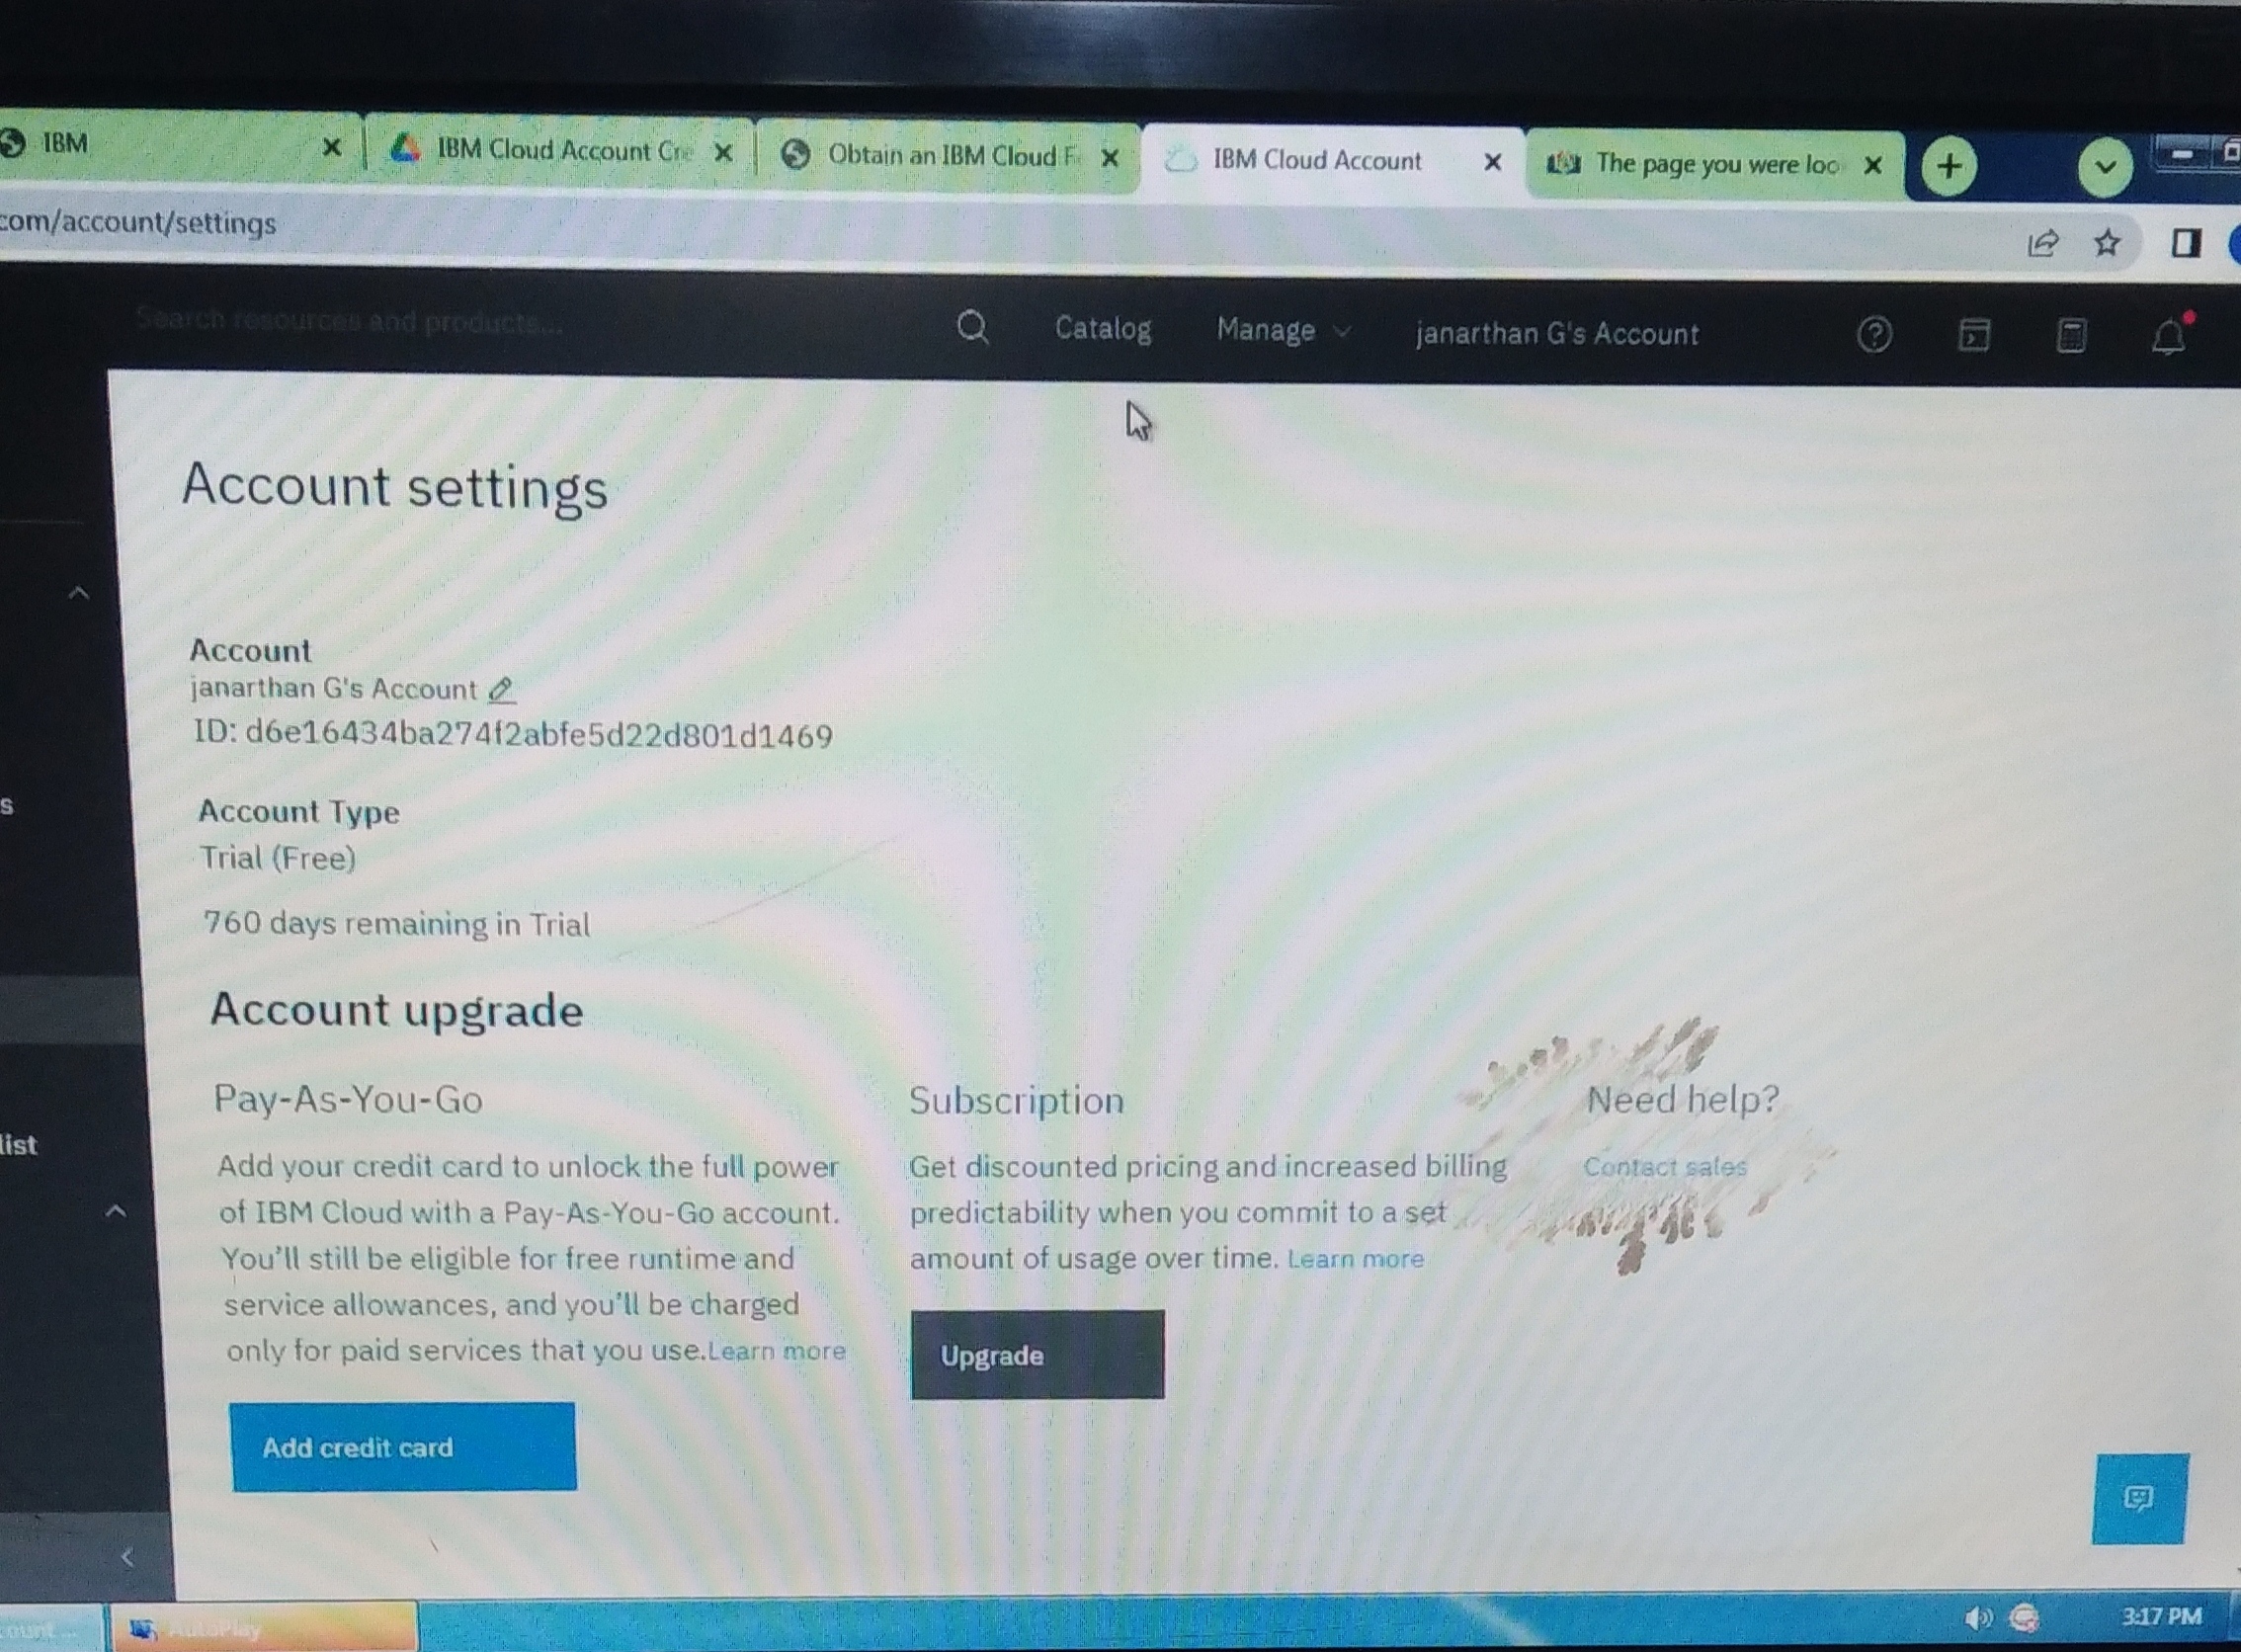 IBM
IBM Cloud Account Cre
Obtain an IBM Cloud F
IBM Cloud Account
The page you were loo
com/account/settings
Search resources and products...
Catalog
Manage
janarthan G's Account
Account settings
Account
janarthan G's Account
ID: d6e16434ba274f2abfe5d22d801d1469
s
Account Type
Trial (Free)
760 days remaining in Trial
Account upgrade
Pay-As-You-Go
Add your credit card to unlock the full power
of IBM Cloud with a Pay-As-You-Go account.
You'll still be eligible for free runtime and
service allowances, and you'll be charged
only for paid services that you use.Learn more
Add credit card
Subscription
Get discounted pricing and increased billing
predictability when you commit to a set
amount of usage over time. Learn more
Upgrade
Need help?
Contact sales
list
count ...
AutoPlay
3:17 PM